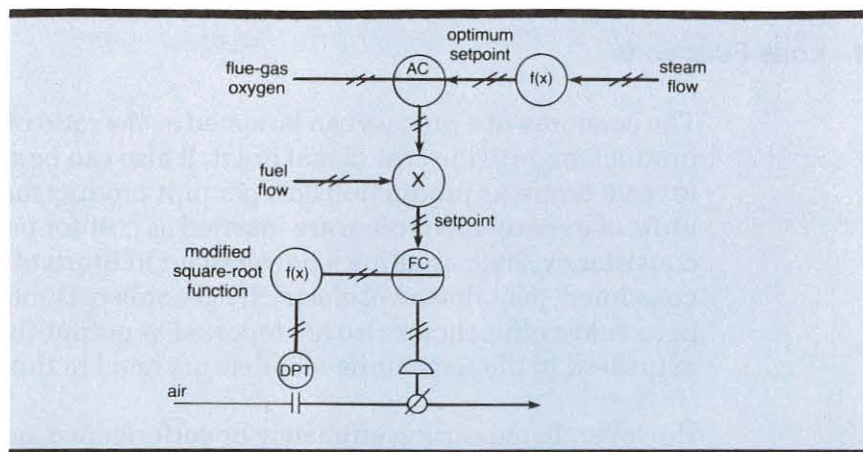 optimum
setpoint
AC
f(x)
flue-gas
oxygen
steam
flow
fuel
flow
X
setpoint
modified
square-root
function
f(x)
FC
DPT
air